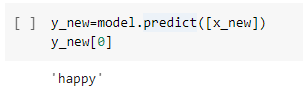 [ ] y_new=model.predict([x_new])
y_new[0]
'happy'